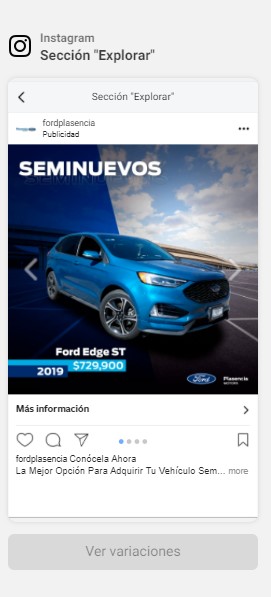 Instagram
Sección "Explorar"
Sección "Explorar"
fordplasencia
Publicidad
SEMINUEVOS
Ford Edge ST
2019 $729,900
Ford Plasencia
Más información
fordplasencia Conócela Ahora
La Mejor Opción Para Adquirir Tu Vehículo Sem... more
Ver variaciones